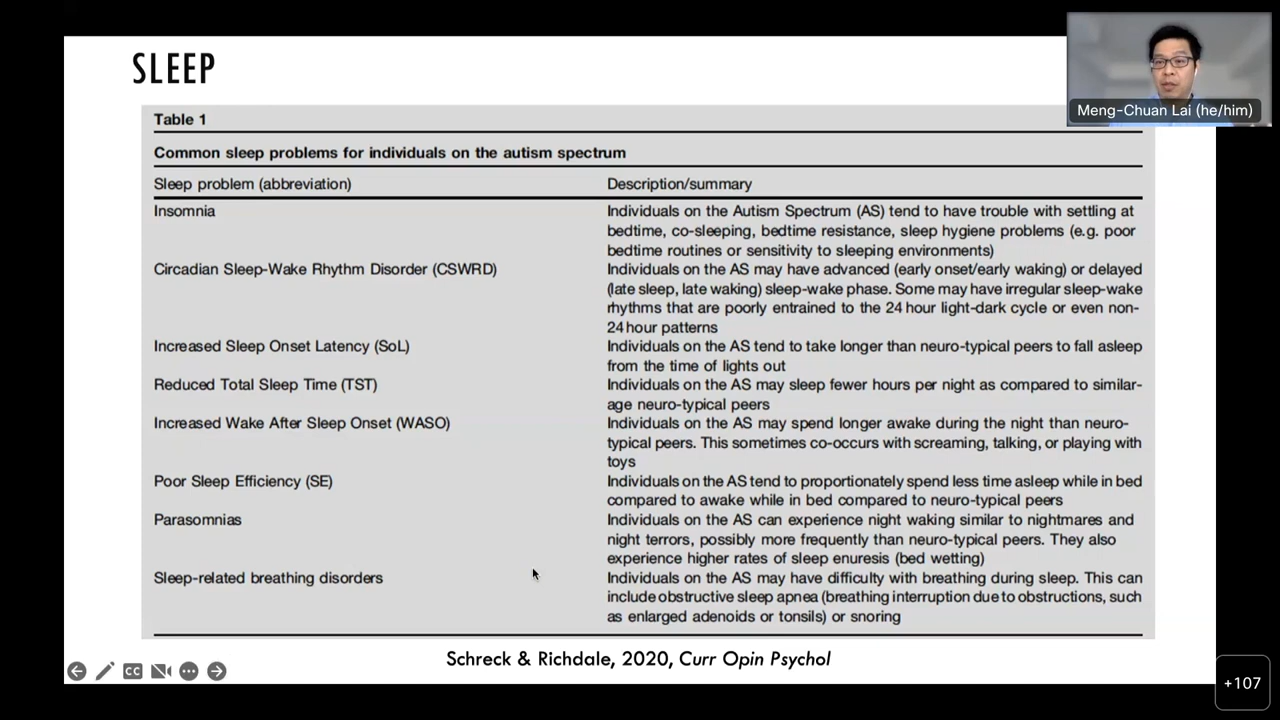 SLEEP
Meng-Chuan Lai (he/him)
Table 1
Common sleep problems for individuals on the autism spectrum
Sleep problem (abbreviation) Description/summary
Insomnia Individuals on the Autism Spectrum (AS) tend to have trouble with settling at
bedtime, co-sleeping, bedtime resistance, sleep hygiene problems (e.g. poor
bedtime routines or sensitivity to sleeping environments)
Circadian Sleep-Wake Rhythm Disorder (CSWRD) Individuals on the AS may have advanced (early onset/early waking) or delayed
(late sleep, late waking) sleep-wake phase. Some may have irregular sleep-wake
rhythms that are poorly entrained to the 24 hour light-dark cycle or even non-
24 hour patterns
Increased Sleep Onset Latency (SoL) Individuals on the AS tend to take longer than neuro-typical peers to fall asleep
from the time of lights out
Reduced Total Sleep Time (TST) Individuals on the AS may sleep fewer hours per night as compared to similar-
age neuro-typical peers
Increased Wake After Sleep Onset (WASO) Individuals on the AS may spend longer awake during the night than neuro-
typical peers. This sometimes co-occurs with screaming, talking, or playing with
toys
Poor Sleep Efficiency (SE) Individuals on the AS tend to proportionately spend less time asleep while in bed
compared to awake while in bed compared to neuro-typical peers
Parasomnias Individuals on the AS can experience night waking similar to nightmares and
night terrors, possibly more frequently than neuro-typical peers. They also
experience higher rates of sleep enuresis (bed wetting)
Sleep-related breathing disorders Individuals on the AS may have difficulty with breathing during sleep. This can
include obstructive sleep apnea (breathing interruption due to obstructions, such
as enlarged adenoids or tonsils) or snoring
Schreck & Richdale, 2020, Curr Opin Psychol
CC
+107